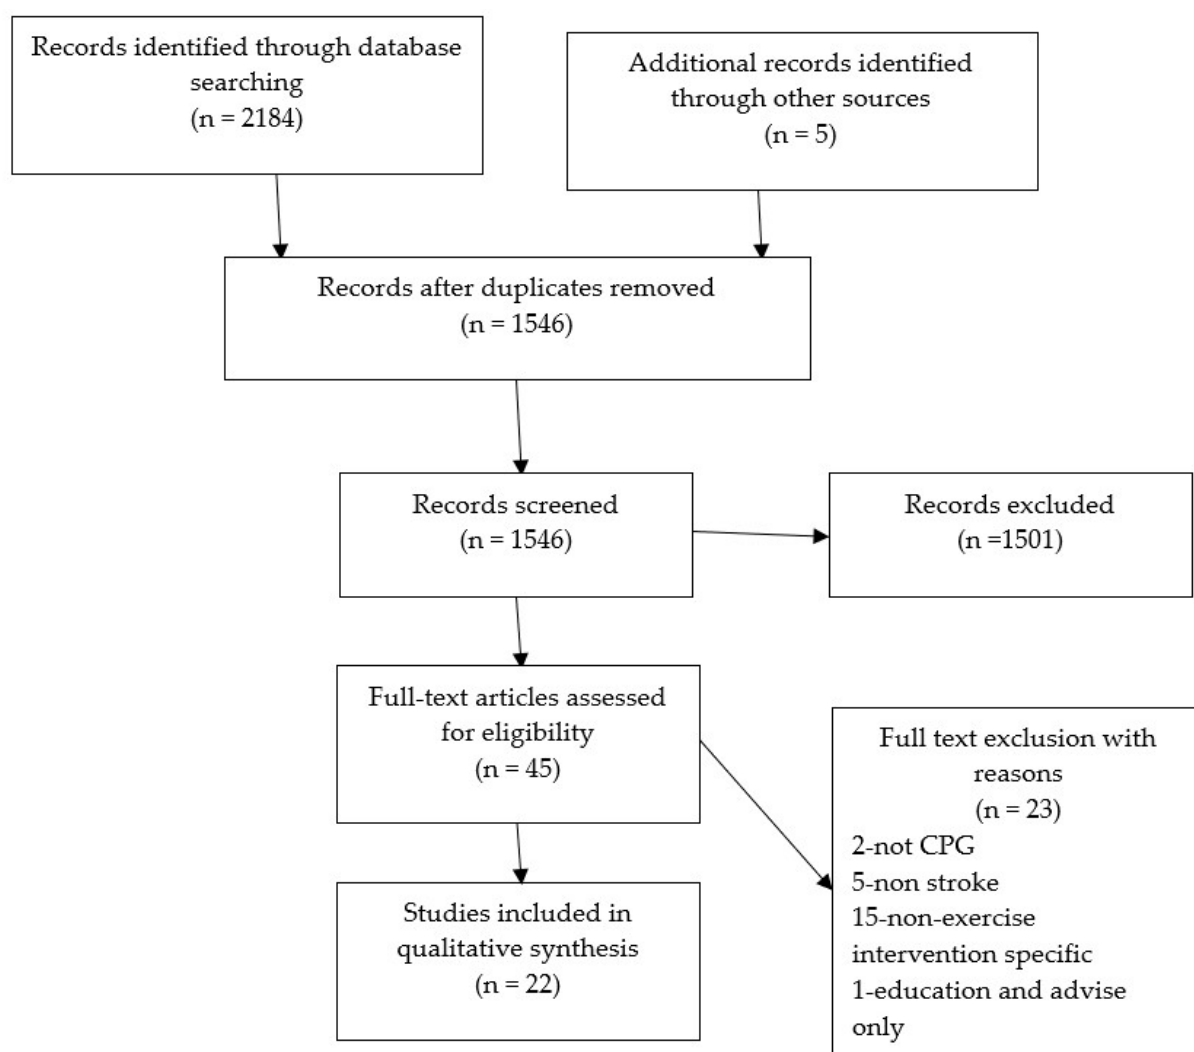 Records identified through database
searching
(n = 2184)
Additional records identified
through other sources
(n = 5)
Records after duplicates removed
(n = 1546)
Records screened
(n = 1546)
Records excluded
(n =1501)
Full-text articles assessed
for eligibility
(n = 45)
Full text exclusion with
reasons
(n = 23)
2-not CPG
5-non stroke
15-non-exercise
intervention specific
1-education and advise
only
Studies included in
qualitative synthesis
(n = 22)